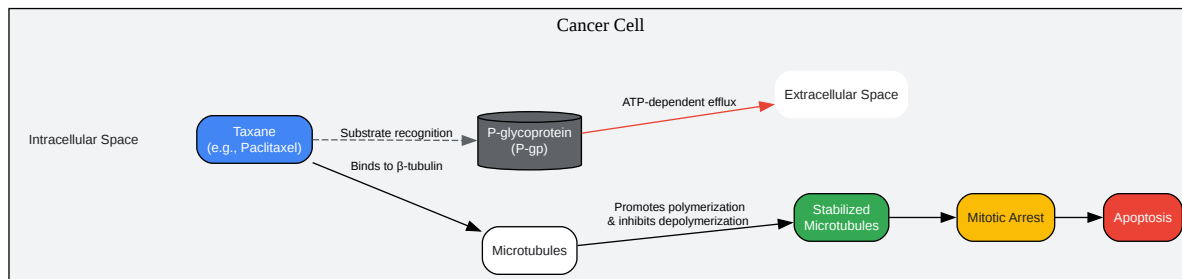 Cancer Cell
Intracellular Space
Taxane
(e.g., Paclitaxel)
Substrate recognition
Binds to β-tubulin
P-glycoprotein
(P-gp)
ATP-dependent efflux
Extracellular Space
Microtubules
Promotes polymerization
& inhibits depolymerization
Stabilized
Microtubules
Mitotic Arrest
Apoptosis